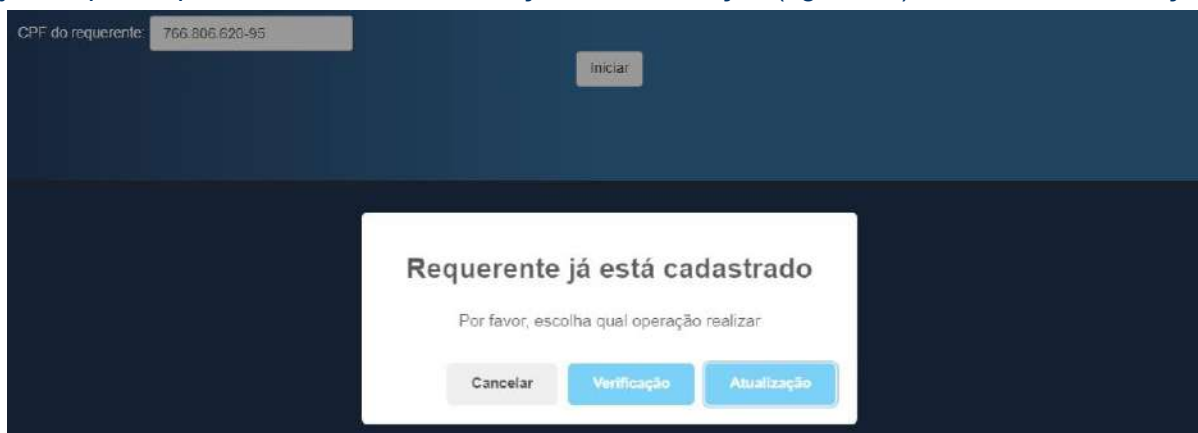 CPF do requerente: 766.806.620-95
Iniciar
Requerente já está cadastrado
Por favor, escolha qual operação realizar
Cancelar Verificação Atualização